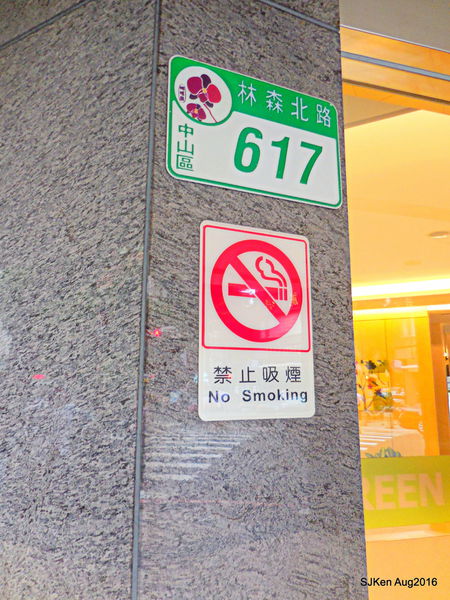 林森北路
中山區
617
禁止吸煙
No Smoking
REEN
SJKen Aug2016